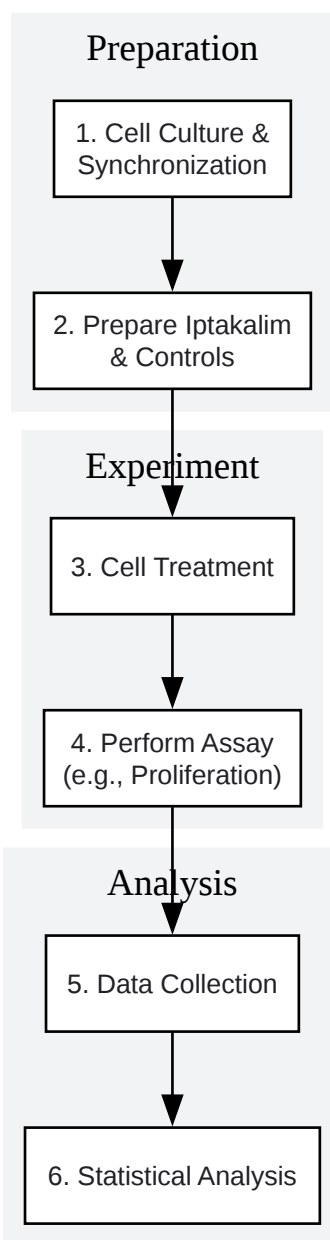 Preparation
1. Cell Culture &
Synchronization
2. Prepare Iptakalim
& Controls
Experiment
3. Cell Treatment
4. Perform Assay
(e.g., Proliferation)
Analysis
5. Data Collection
6. Statistical Analysis